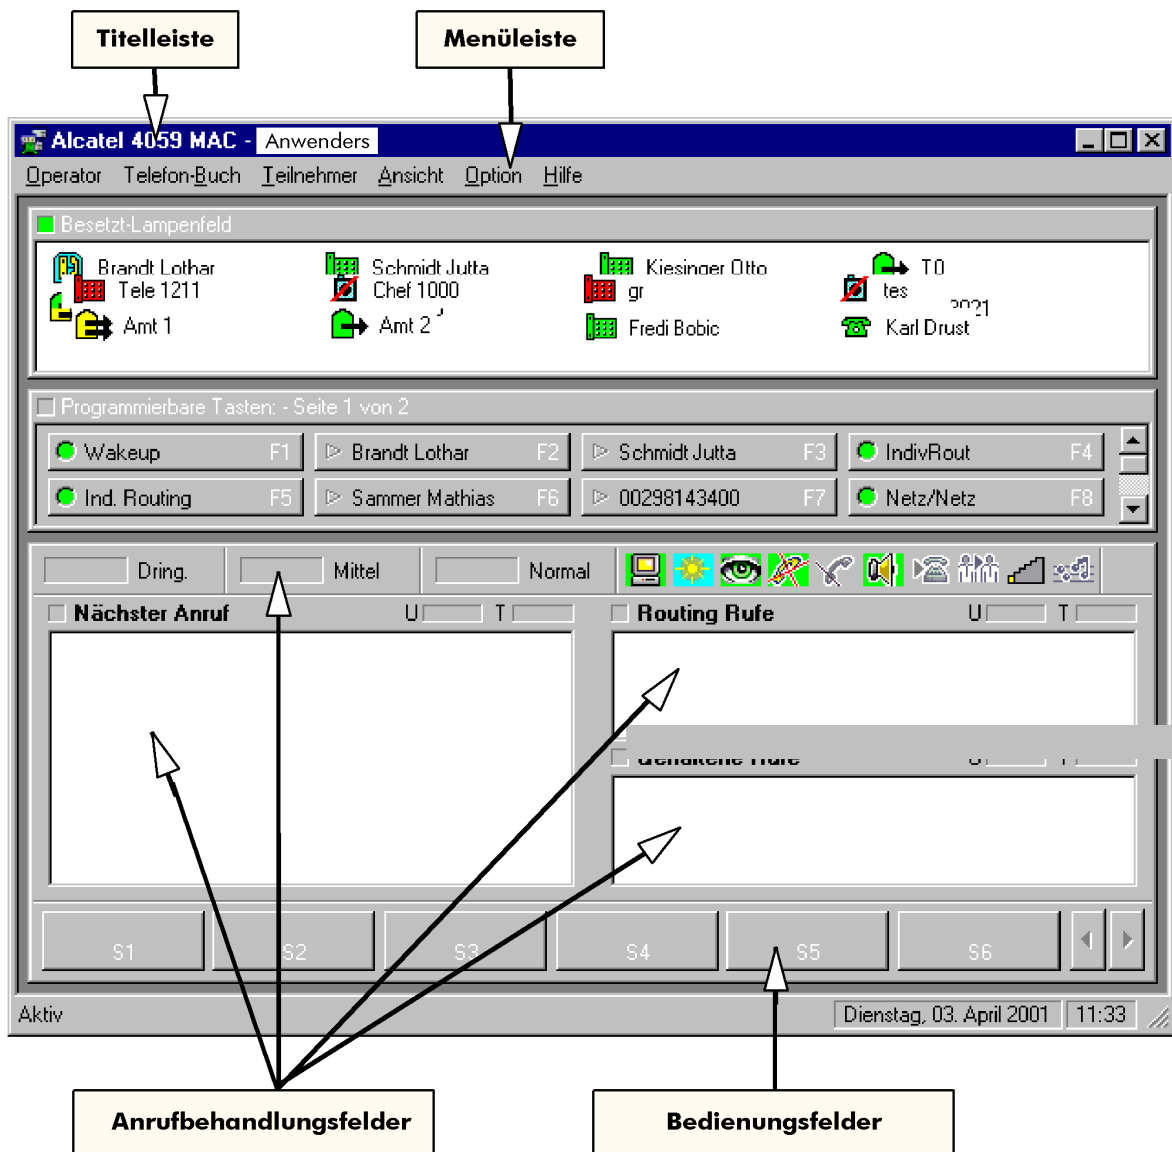 Titelleiste Menüleiste
Alcatel 4059 MAC - Anwenders
Operator Telefon-Buch Teilnehmer Ansicht Option Hilfe
Besetzt-Lampenfeld
Brandt Lothar Schmidt Jutta Kiesinger Otto T0
Tele 1211 Chef 1000 gr tes
Amt 1 Amt 2 Fredi Bobic Karl Drust
Programmierbare Tasten: - Seite 1 von 2
Wakeup F1 Brandt Lothar F2 Schmidt Jutta F3 IndivRout F4
Ind. Routing F5 Sammer Mathias F6 00298143400 F7 Netz/Netz F8
Dring. Mittel Normal
Nächster Anruf U T Routing Rufe U T
Gehaltene Rufe U T
S1 S2 S3 S4 S5 S6
Aktiv Dienstag, 03. April 2001 11:33
Anrufbehandlungsfelder Bedienungsfelder